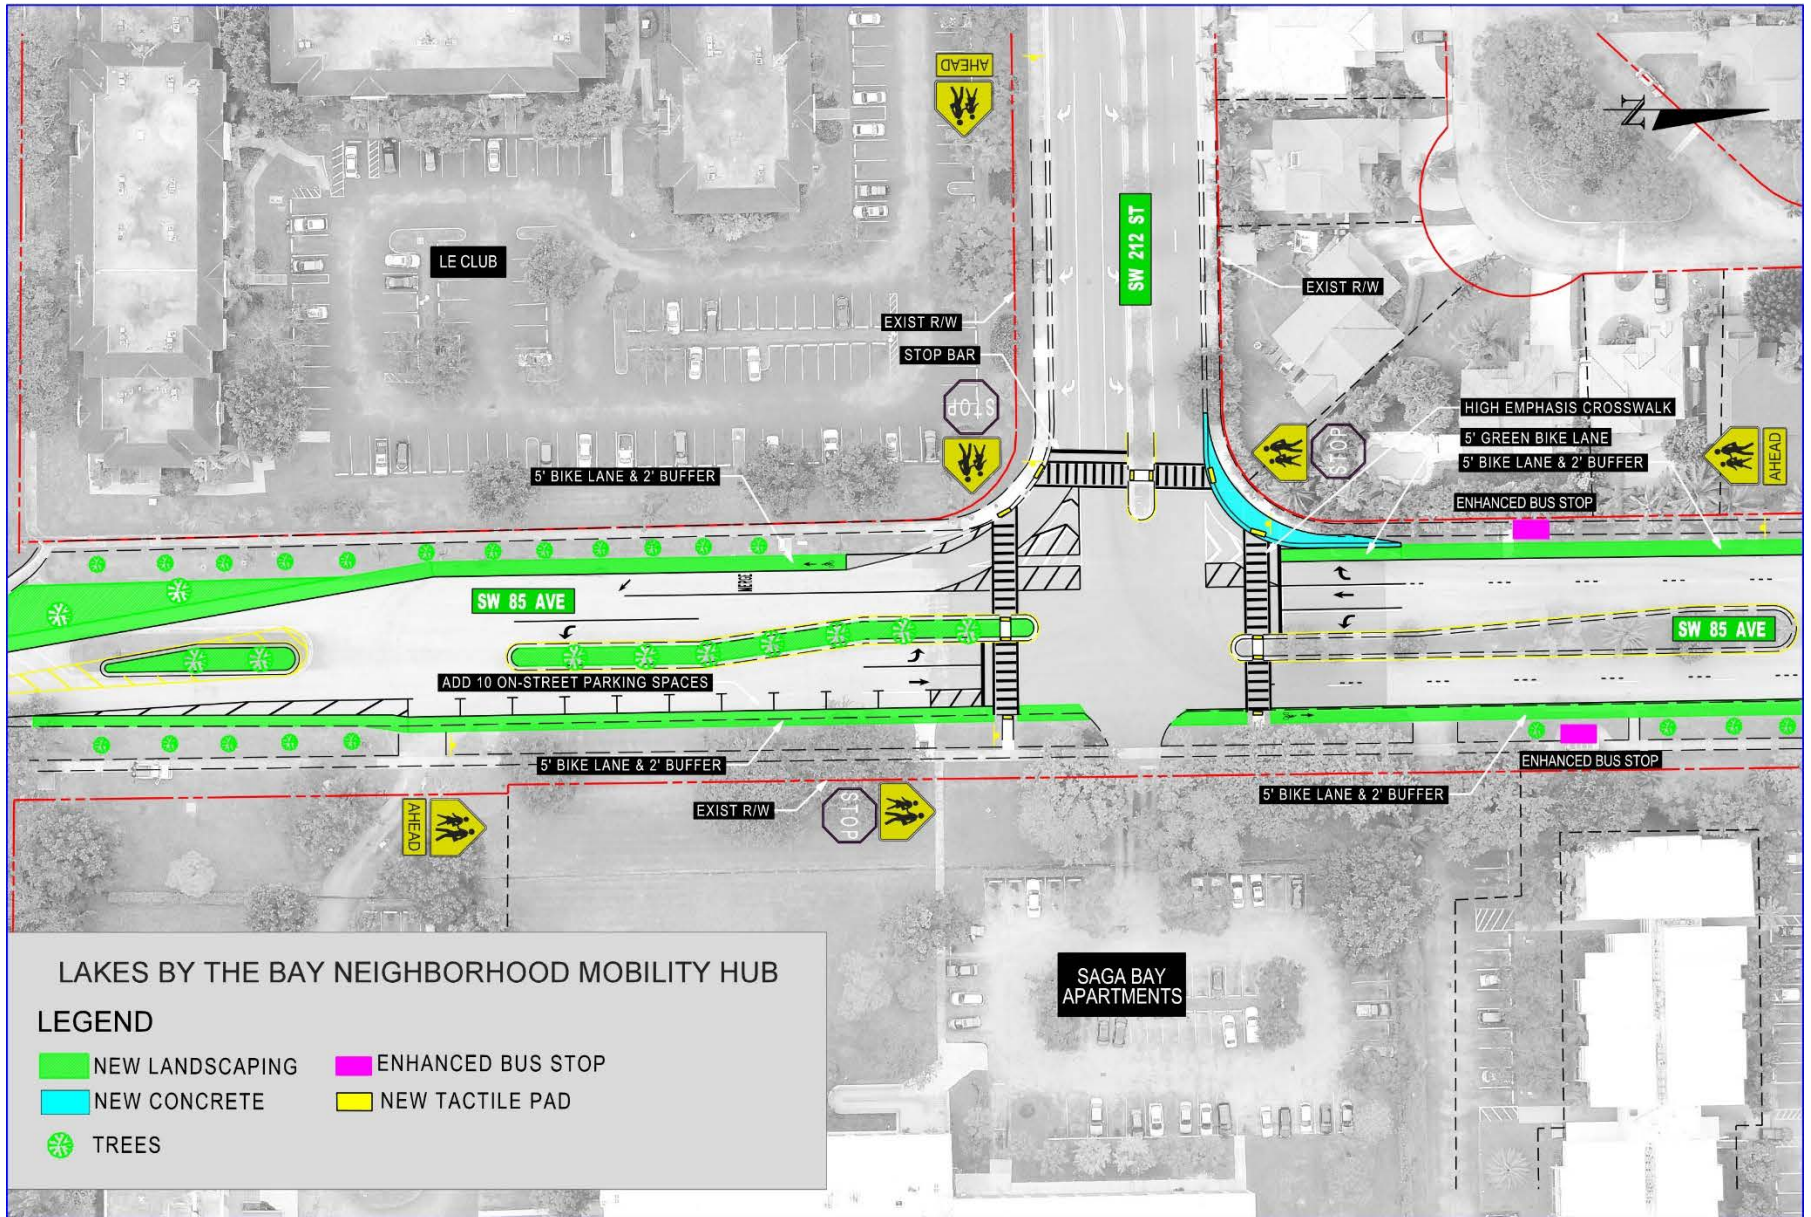 AHEAD
N
SW 212 ST
LE CLUB
EXIST R/W
EXIST R/W
STOP BAR
STOP
HIGH EMPHASIS CROSSWALK
5' GREEN BIKE LANE
5' BIKE LANE & 2' BUFFER
STOP
AHEAD
5' BIKE LANE & 2' BUFFER
ENHANCED BUS STOP
MERGE
SW 85 AVE
SW 85 AVE
ADD 10 ON-STREET PARKING SPACES
5' BIKE LANE & 2' BUFFER
ENHANCED BUS STOP
5' BIKE LANE & 2' BUFFER
EXIST R/W
STOP
AHEAD
SAGA BAY
APARTMENTS
LAKES BY THE BAY NEIGHBORHOOD MOBILITY HUB
LEGEND
NEW LANDSCAPING
ENHANCED BUS STOP
NEW CONCRETE
NEW TACTILE PAD
TREES